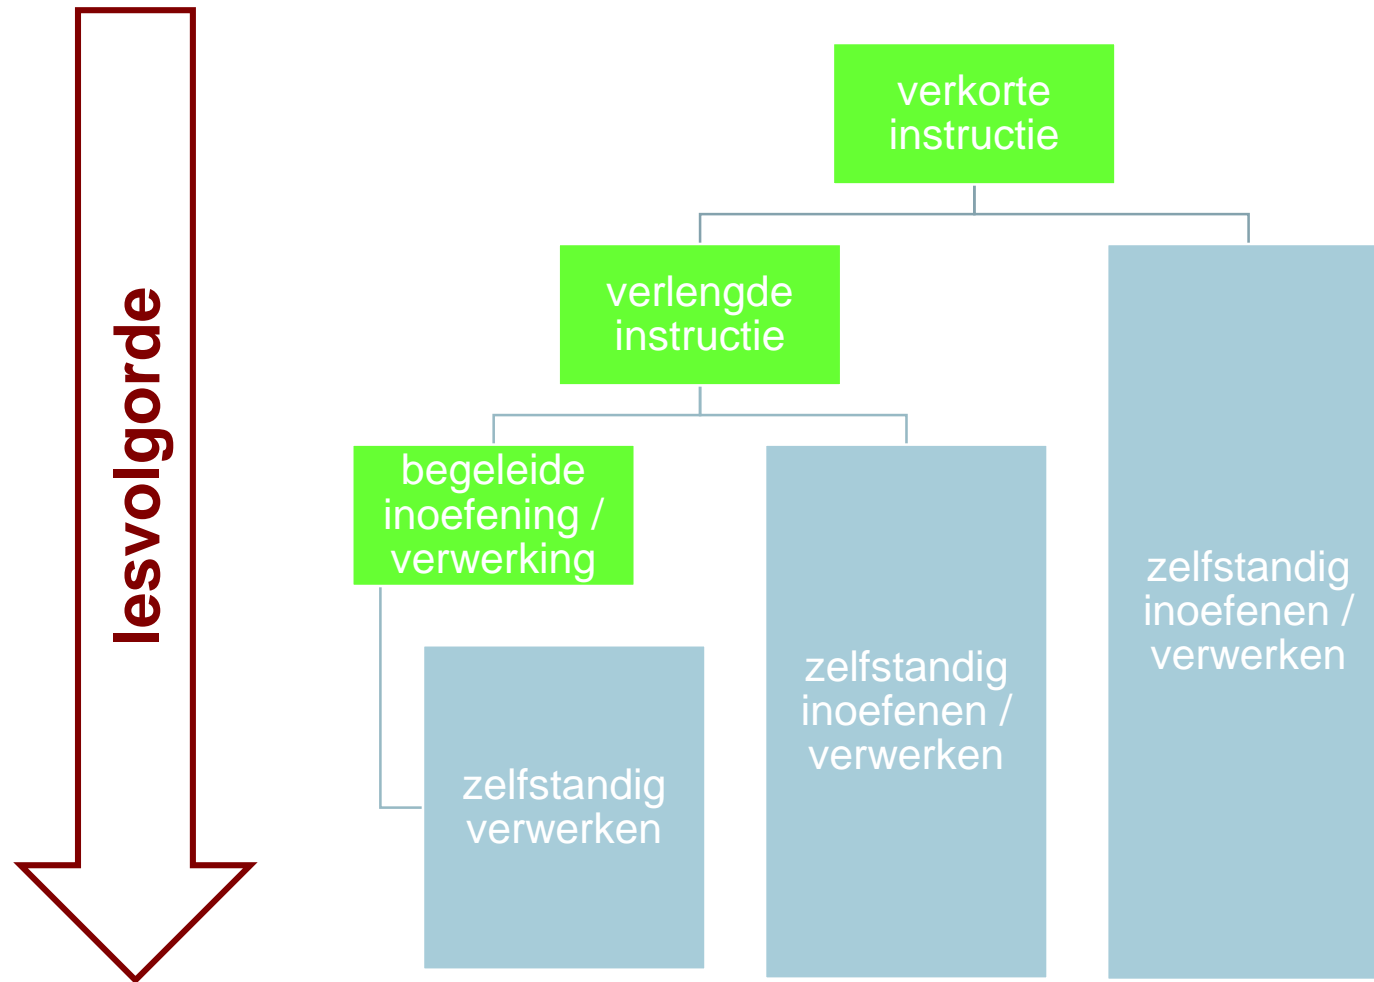 lesvolgorde
verkorte
instructie
verlengde
instructie
begeleide
inoefening /
verwerking
zelfstandig
verwerken
zelfstandig
inoefenen /
verwerken
zelfstandig
inoefenen /
verwerken